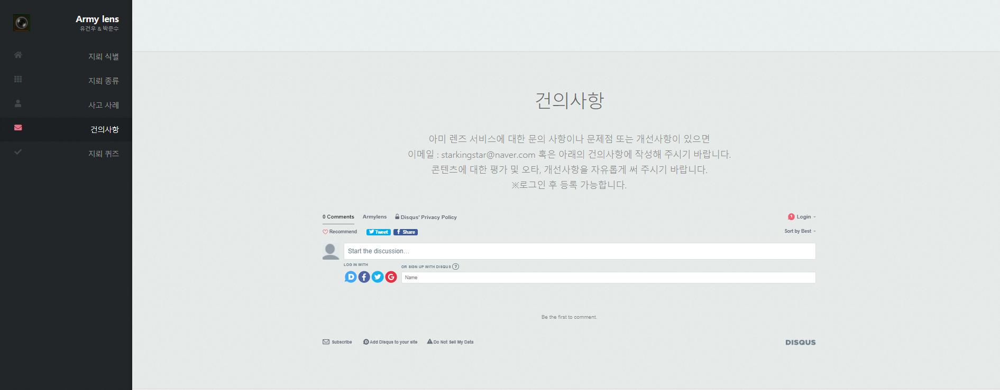 Army lens
유건우 & 박준수
지뢰 식별
지뢰 종류
사고 사례
건의사항
지뢰 퀴즈
건의사항
아미 렌즈 서비스에 대한 문의 사항이나 문제점 또는 개선사항이 있으면
이메일 : starkingstar@naver.com 혹은 아래의 건의사항에 작성해 주시기 바랍니다.
콘텐츠에 대한 평가 및 오타, 개선사항을 자유롭게 써 주시기 바랍니다.
※로그인 후 등록 가능합니다.
0 Comments Armylens Disqus' Privacy Policy 1 Login
Recommend Tweet f Share Sort by Best
Start the discussion...
LOG IN WITH
OR SIGN UP WITH DISQUS ?
D f G
Name
Be the first to comment.
Subscribe D Add Disqus to your site Do Not Sell My Data DISQUS